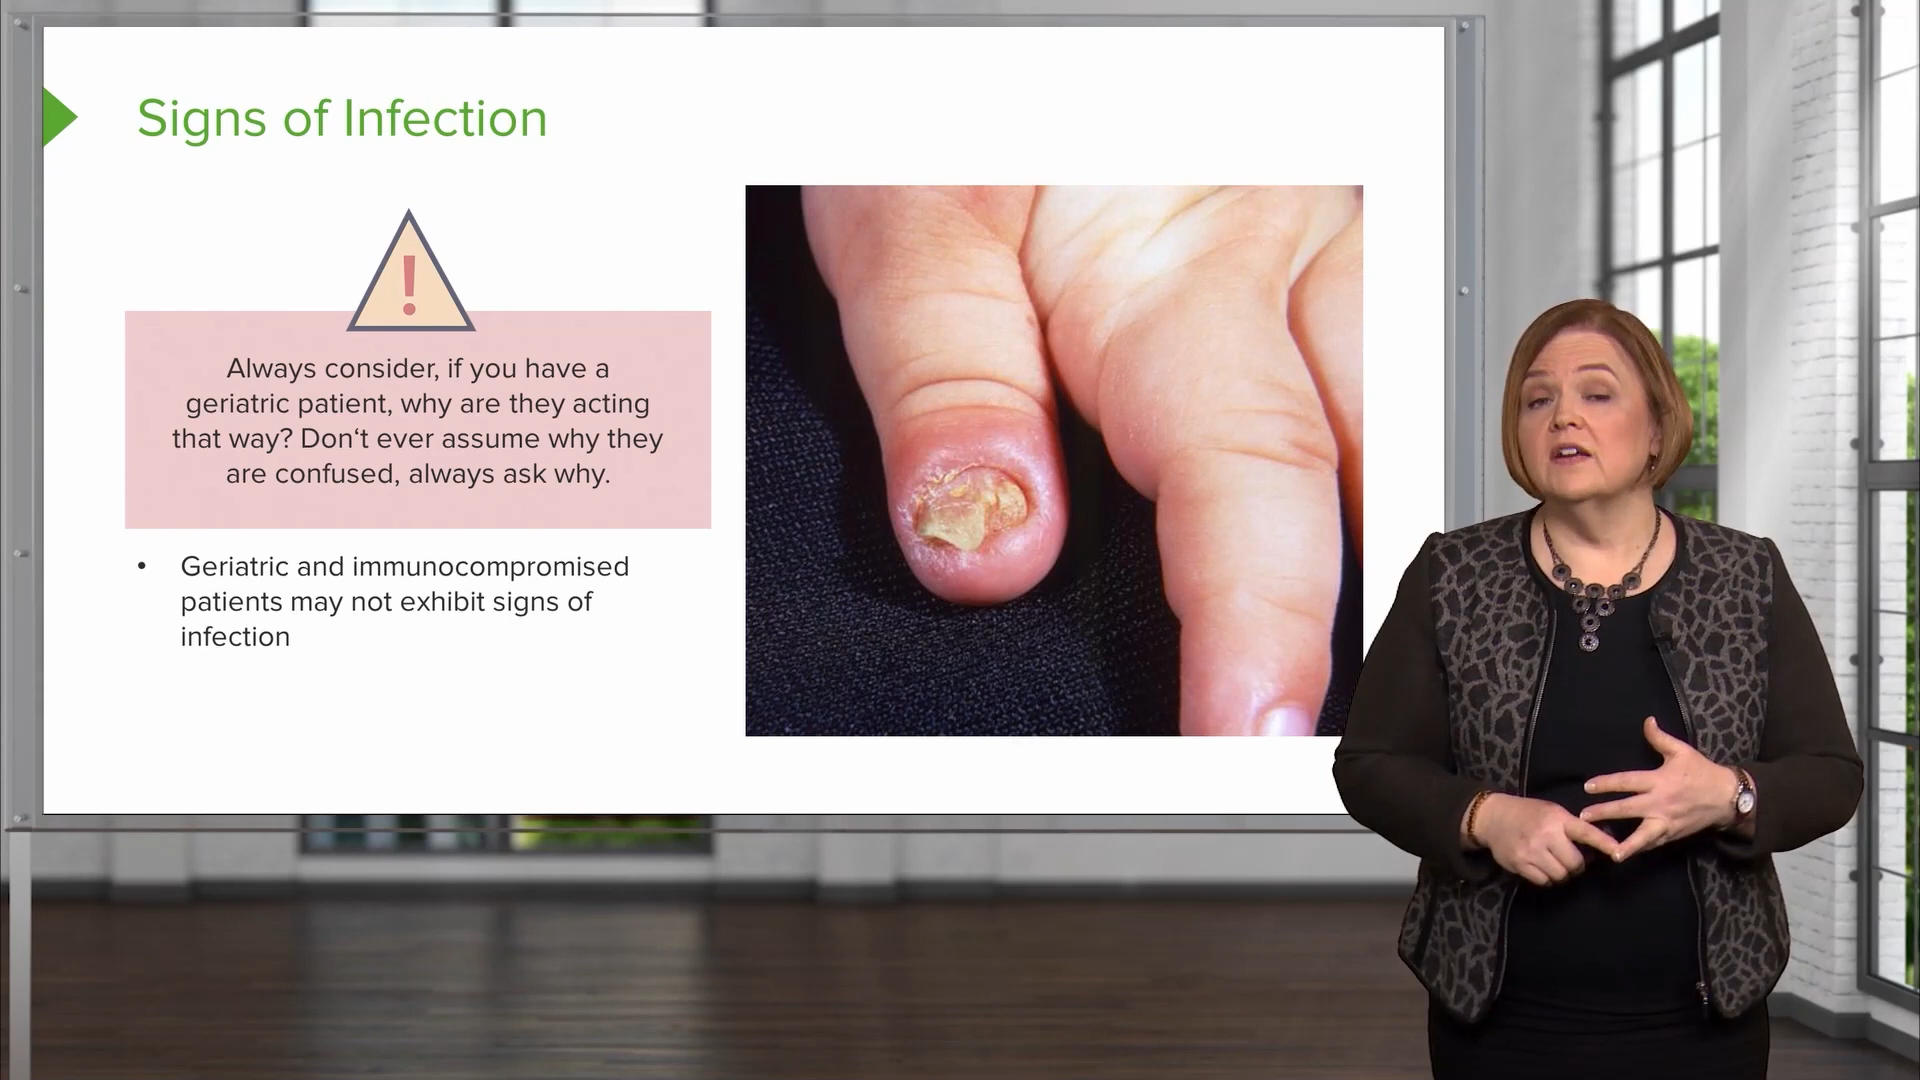 Signs of Infection
!
Always consider, if you have a
geriatric patient, why are they acting
that way? Don‘t ever assume why they
are confused, always ask why.
• Geriatric and immunocompromised
patients may not exhibit signs of
infection